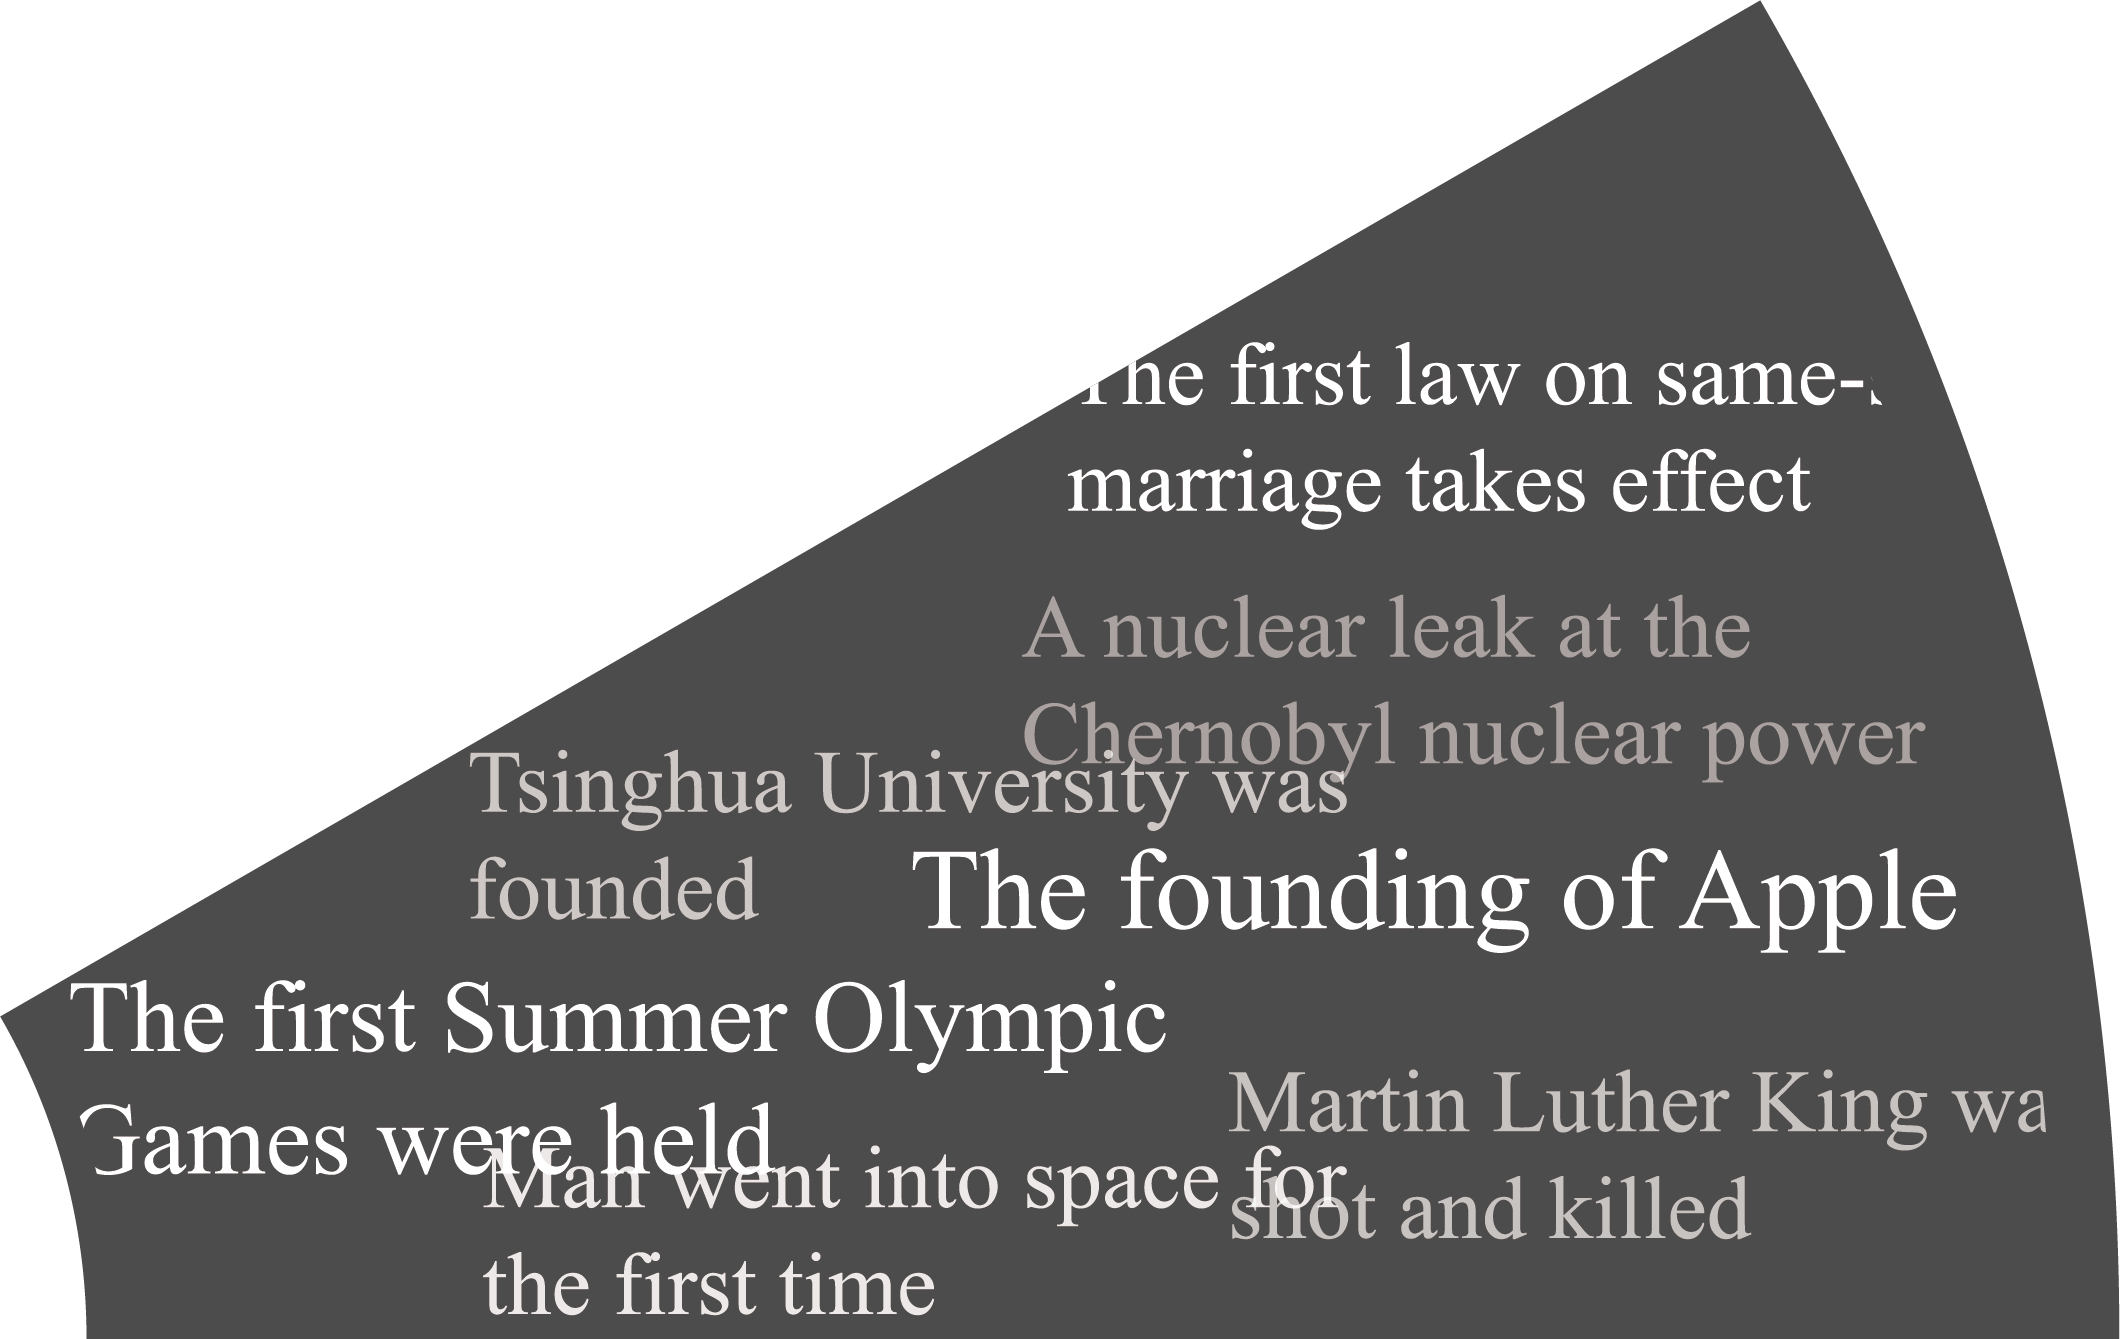 The first law on same-
marriage takes effect
A nuclear leak at the
Chernobyl nuclear power
Tsinghua University was
founded
The founding of Apple
The first Summer Olympic
Games were held
Martin Luther King wa
shot and killed
Man went into space for
the first time